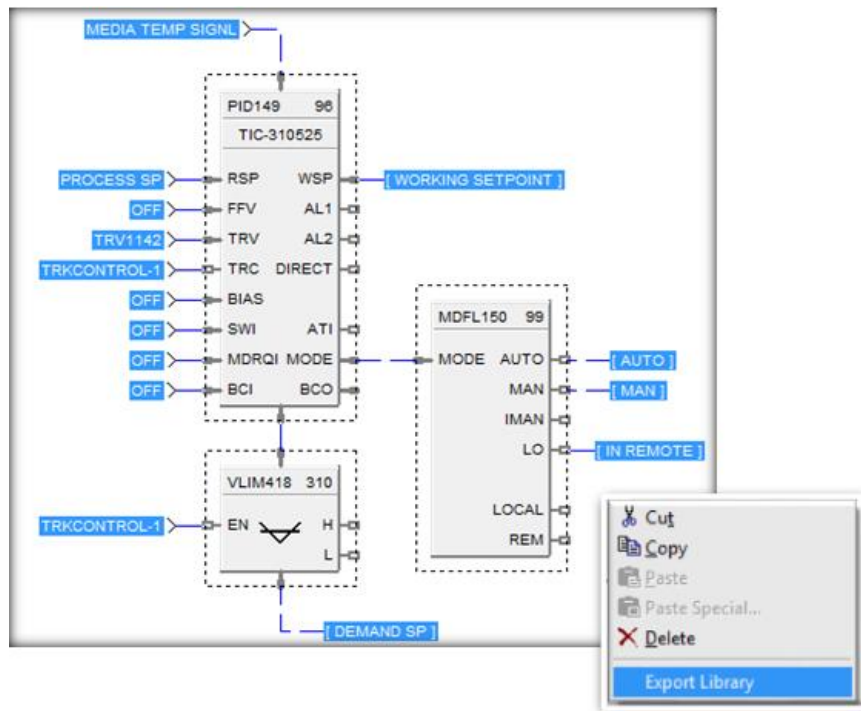 MEDIA TEMP SIGNL
PID149 96
TIC-310525
PROCESS SP RSP WSP [ WORKING SETPOINT ]
OFF FFV AL1
TRV1142 TRV AL2
TRKCONTROL-1 TRC DIRECT
OFF BIAS
OFF SWI ATI
OFF MDRQI MODE
OFF BCI BCO
MDFL150 99
MODE AUTO [ AUTO ]
MAN [ MAN ]
IMAN
LO [ IN REMOTE ]
LOCAL
REM
VLIM418 310
TRKCONTROL-1 EN H
L
[ DEMAND SP ]
Cut
Copy
Paste
Paste Special...
Delete
Export Library